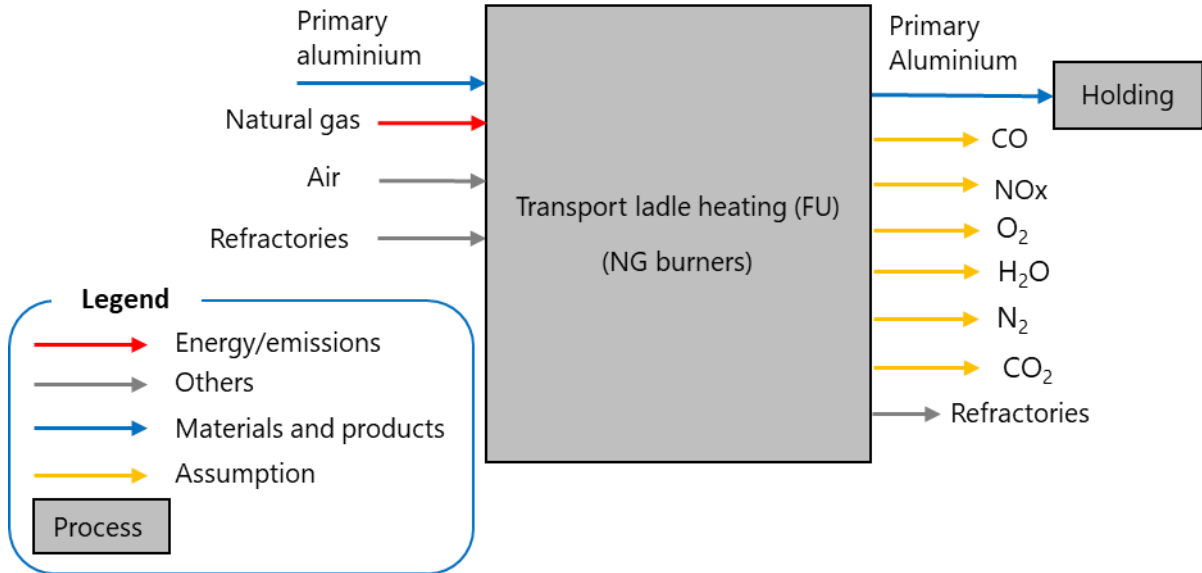 Primary
aluminium
Natural gas
Air
Refractories
Transport ladle heating (FU)
(NG burners)
Primary
Aluminium
Holding
CO
NOx
O₂
H₂O
N₂
CO₂
Refractories
Legend
Energy/emissions
Others
Materials and products
Assumption
Process